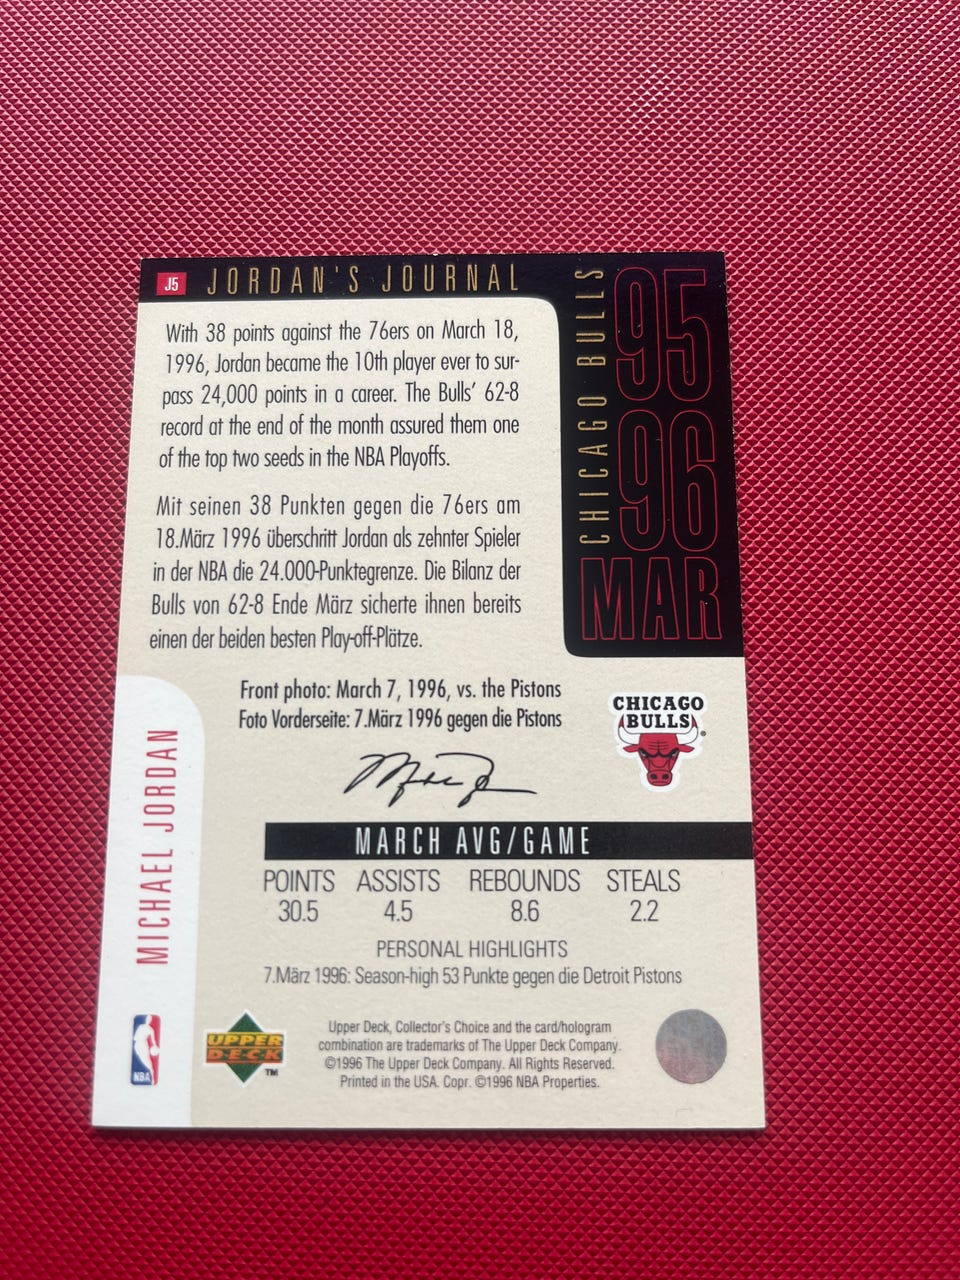 J5 JORDAN'S JOURNAL
With 38 points against the 76ers on March 18,
1996, Jordan became the 10th player ever to sur-
pass 24,000 points in a career. The Bulls' 62-8
record at the end of the month assured them one
of the top two seeds in the NBA Playoffs.
Mit seinen 38 Punkten gegen die 76ers am
18.März 1996 überschritt Jordan als zehnter Spieler
in der NBA die 24.000-Punktegrenze. Die Bilanz der
Bulls von 62-8 Ende März sicherte ihnen bereits
einen der beiden besten Play-off-Plätze.
CHICAGO BULLS
95
96
MAR
Front photo: March 7, 1996, vs. the Pistons
Foto Vorderseite: 7.März 1996 gegen die Pistons
CHICAGO
BULLS
MICHAEL JORDAN
MARCH AVG/GAME
POINTS ASSISTS REBOUNDS STEALS
30.5 4.5 8.6 2.2
PERSONAL HIGHLIGHTS
7.März 1996: Season-high 53 Punkte gegen die Detroit Pistons
NBA
UPPER
DECK
TM
Upper Deck, Collector's Choice and the card/hologram
combination are trademarks of The Upper Deck Company.
©1996 The Upper Deck Company. All Rights Reserved.
Printed in the USA. Copr. ©1996 NBA Properties.